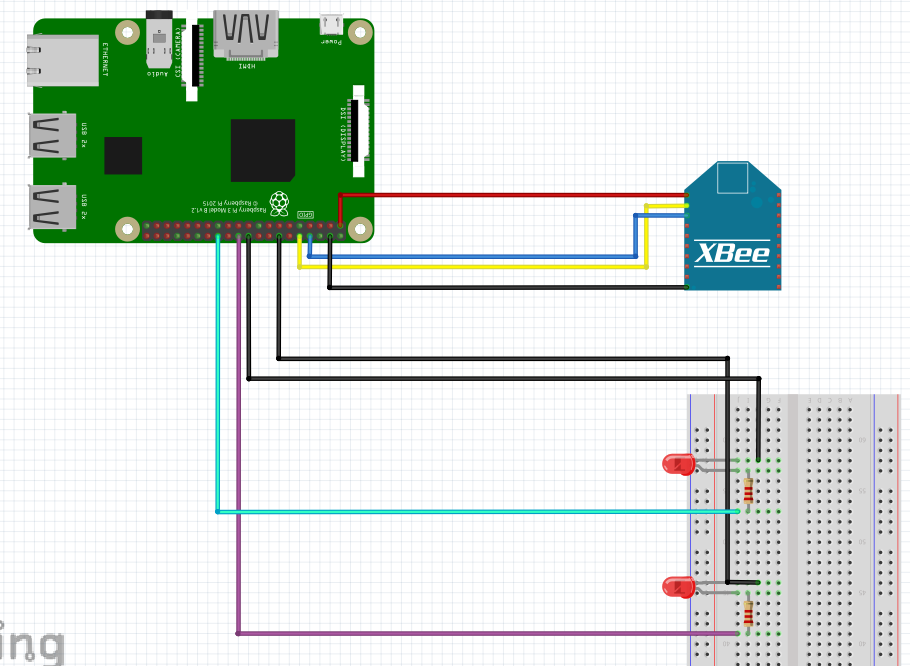 ETHERNET
Audio
CSI (CAMERA)
HDMI
Power
USB 2x
DSI (DISPLAY)
USB 2x
Raspberry Pi Model B v1.2
© Raspberry Pi 2015
GPIO
XBee
ing